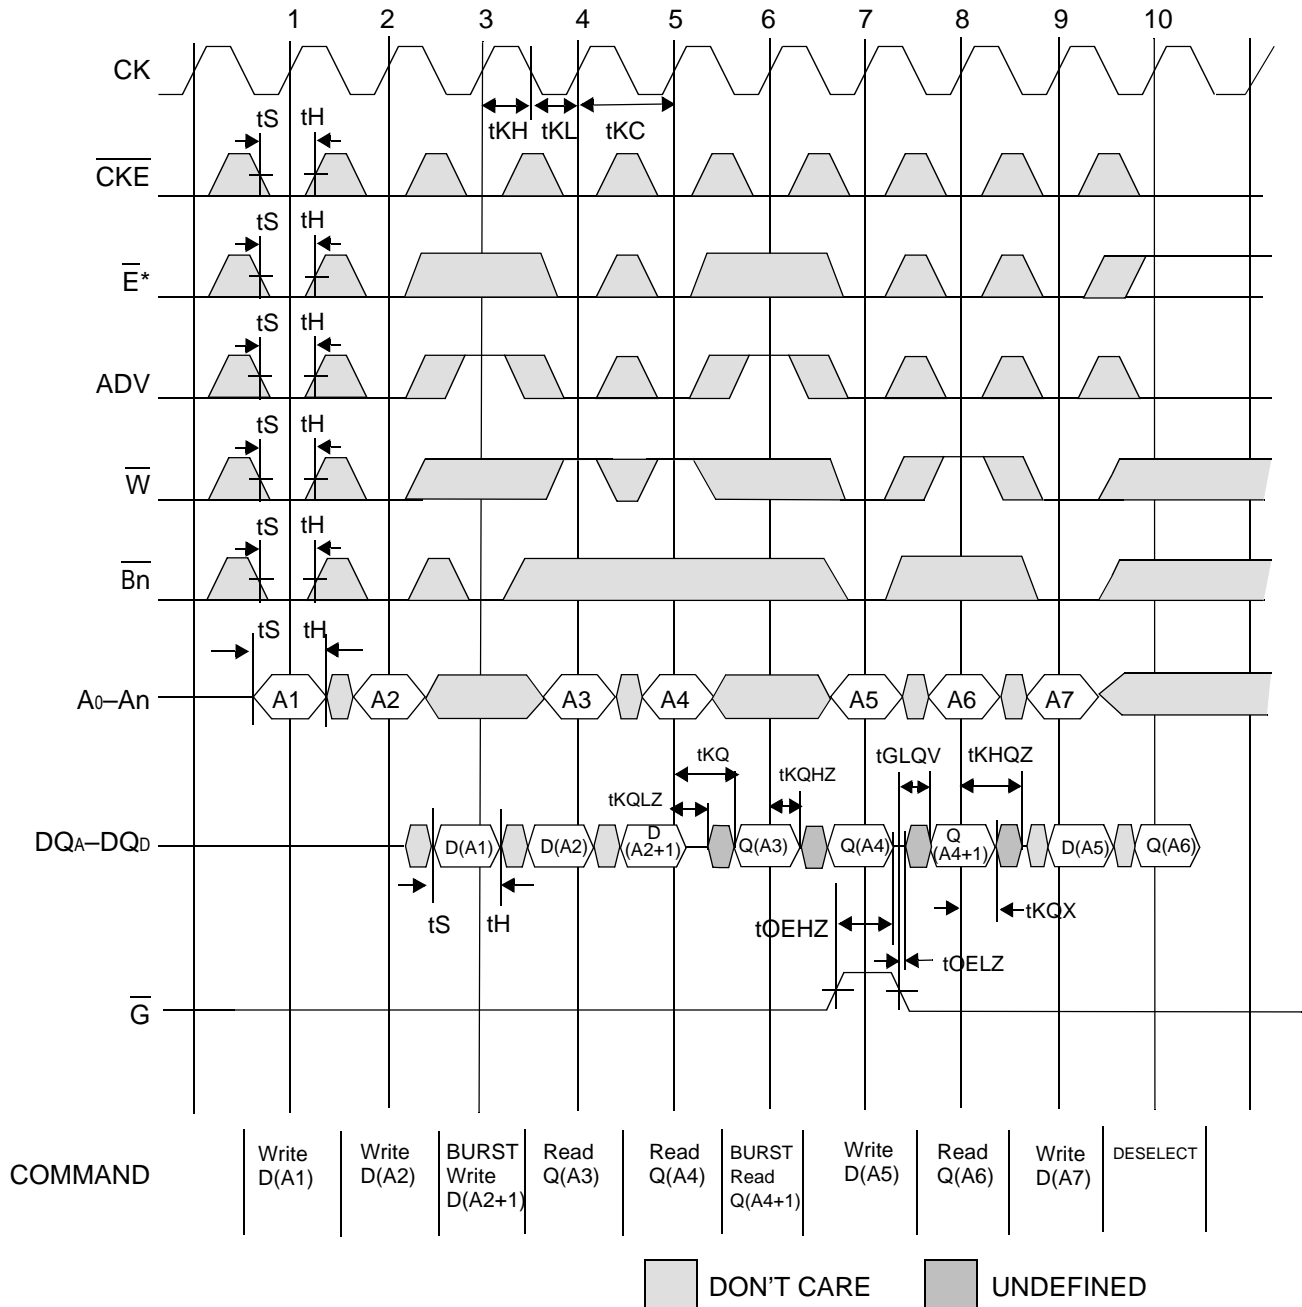 1 2 3 4 5 6 7 8 9 10
CK
tKH tKL tKC
tS tH
CKE
tS tH
E*
tS tH
ADV
tS tH
W
tS tH
Bn
tS tH
A0–An A1 A2 A3 A4 A5 A6 A7
tKQ tGLQV tKHQZ
tKQLZ tKQHZ
DQA–DQD D(A1) D(A2) D (A2+1) Q(A3) Q(A4) Q (A4+1) D(A5) Q(A6)
tS tH tOEHZ tKQX
tOELZ
G
COMMAND
Write D(A1)
Write D(A2)
BURST Write D(A2+1)
Read Q(A3)
Read Q(A4)
BURST Read Q(A4+1)
Write D(A5)
Read Q(A6)
Write D(A7)
DESELECT
DON'T CARE UNDEFINED